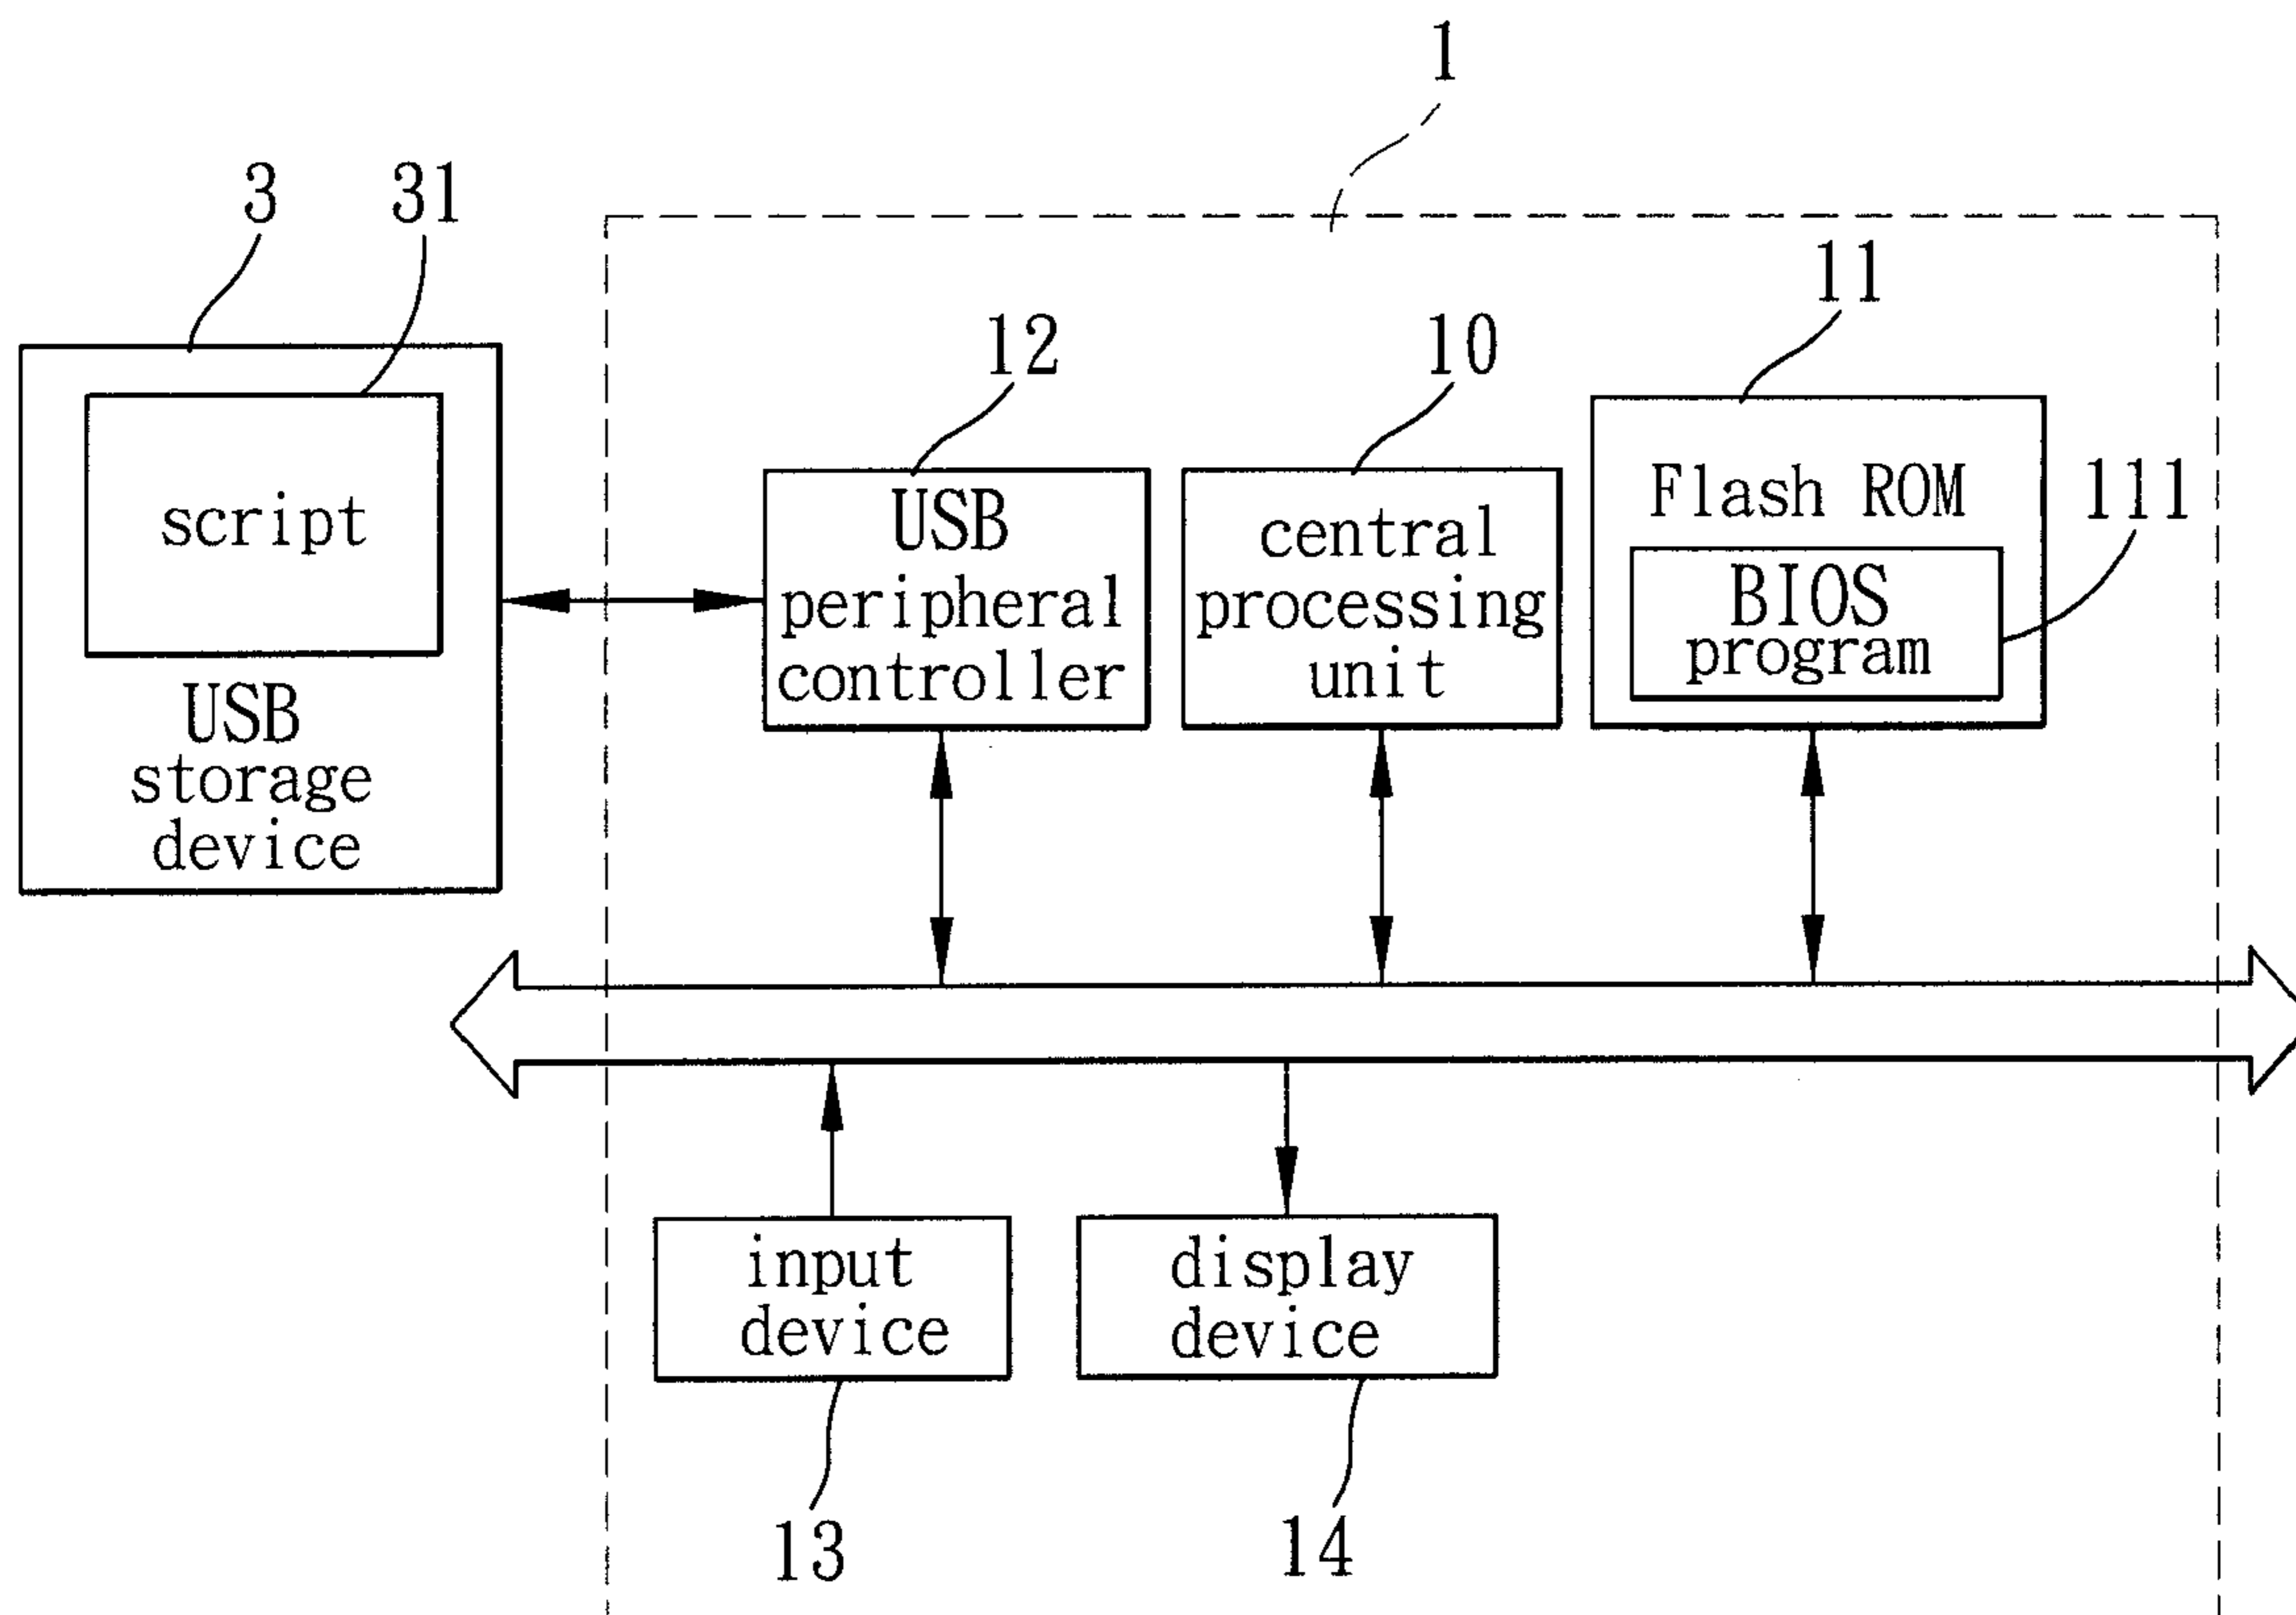 1
3
31
11
12
10
111
script
USB
storage
device
USB
peripheral
controller
central
processing
unit
Flash ROM
BIOS
program
input
device
display
device
13
14